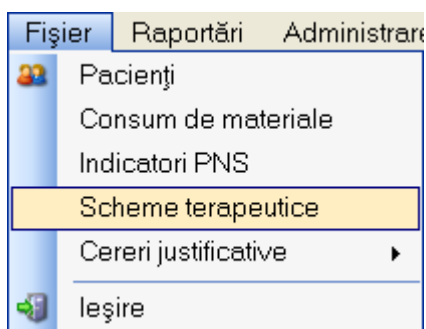 Fişier Raportări Administrare
Pacienţi
Consum de materiale
Indicatori PNS
Scheme terapeutice
Cereri justificative
Ieşire